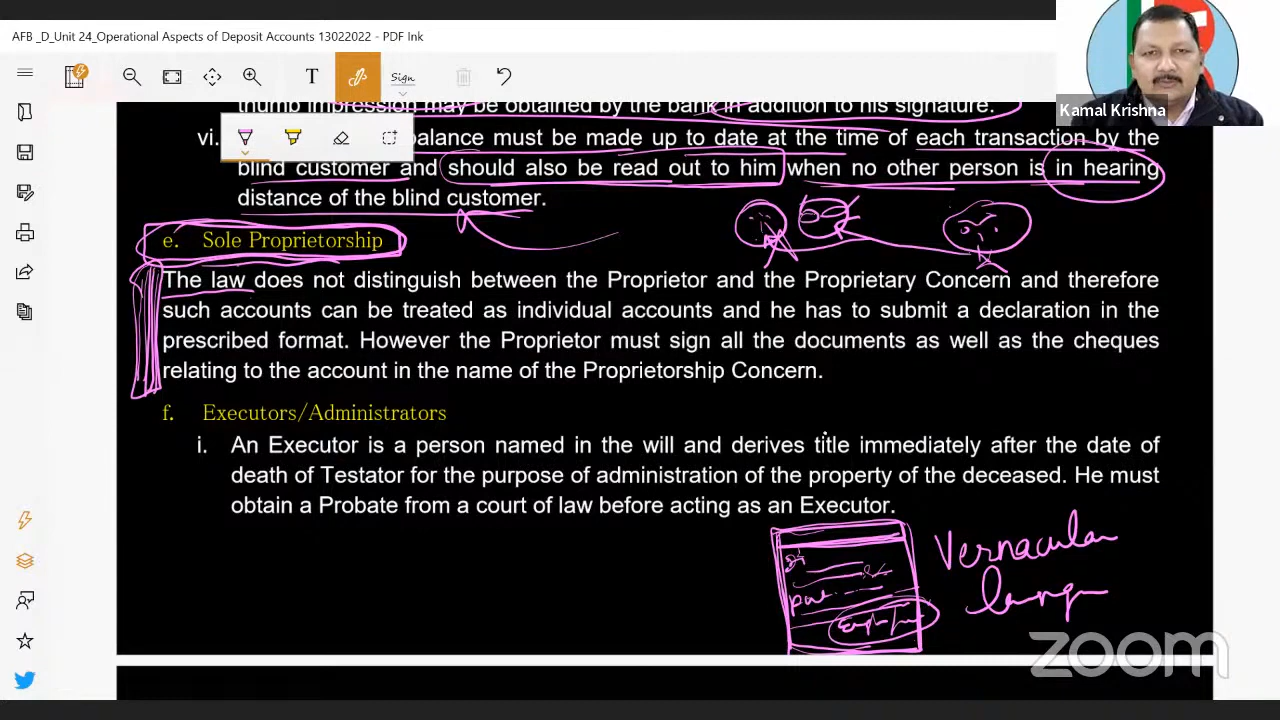 AFB _D_Unit 24_Operational Aspects of Deposit Accounts 13022022 - PDF Ink
T
Sign
Kamal Krishna
thumb impression may be obtained by the bank in addition to his signature.
vi. balance must be made up to date at the time of each transaction by the
blind customer and should also be read out to him when no other person is in hearing
distance of the blind customer.
e. Sole Proprietorship
The law does not distinguish between the Proprietor and the Proprietary Concern and therefore
such accounts can be treated as individual accounts and he has to submit a declaration in the
prescribed format. However the Proprietor must sign all the documents as well as the cheques
relating to the account in the name of the Proprietorship Concern.
f. Executors/Administrators
i. An Executor is a person named in the will and derives title immediately after the date of
death of Testator for the purpose of administration of the property of the deceased. He must
obtain a Probate from a court of law before acting as an Executor.
Vernacular
lang
zoom